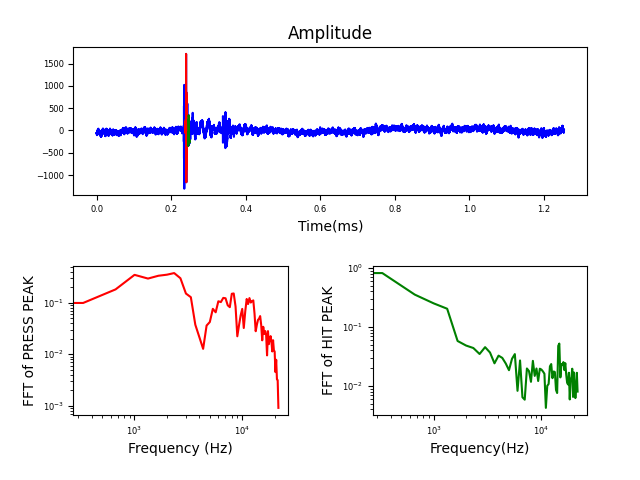 Amplitude
1500
1000
500
0
−500
−1000
0.0 0.2 0.4 0.6 0.8 1.0 1.2
Time(ms)
FFT of PRESS PEAK
10⁻¹
10⁻²
10⁻³
10³ 10⁴
Frequency (Hz)
FFT of HIT PEAK
10⁰
10⁻¹
10⁻²
10³ 10⁴
Frequency(Hz)